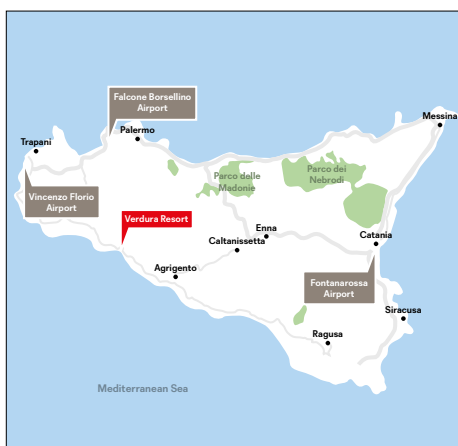 Falcone Borsellino
Airport
Messina
Palermo
Trapani
Parco delle
Madonie
Parco dei
Nebrodi
Vincenzo Florio
Airport
Verdura Resort
Enna
Catania
Caltanissetta
Agrigento
Fontanarossa
Airport
Siracusa
Ragusa
Mediterranean Sea